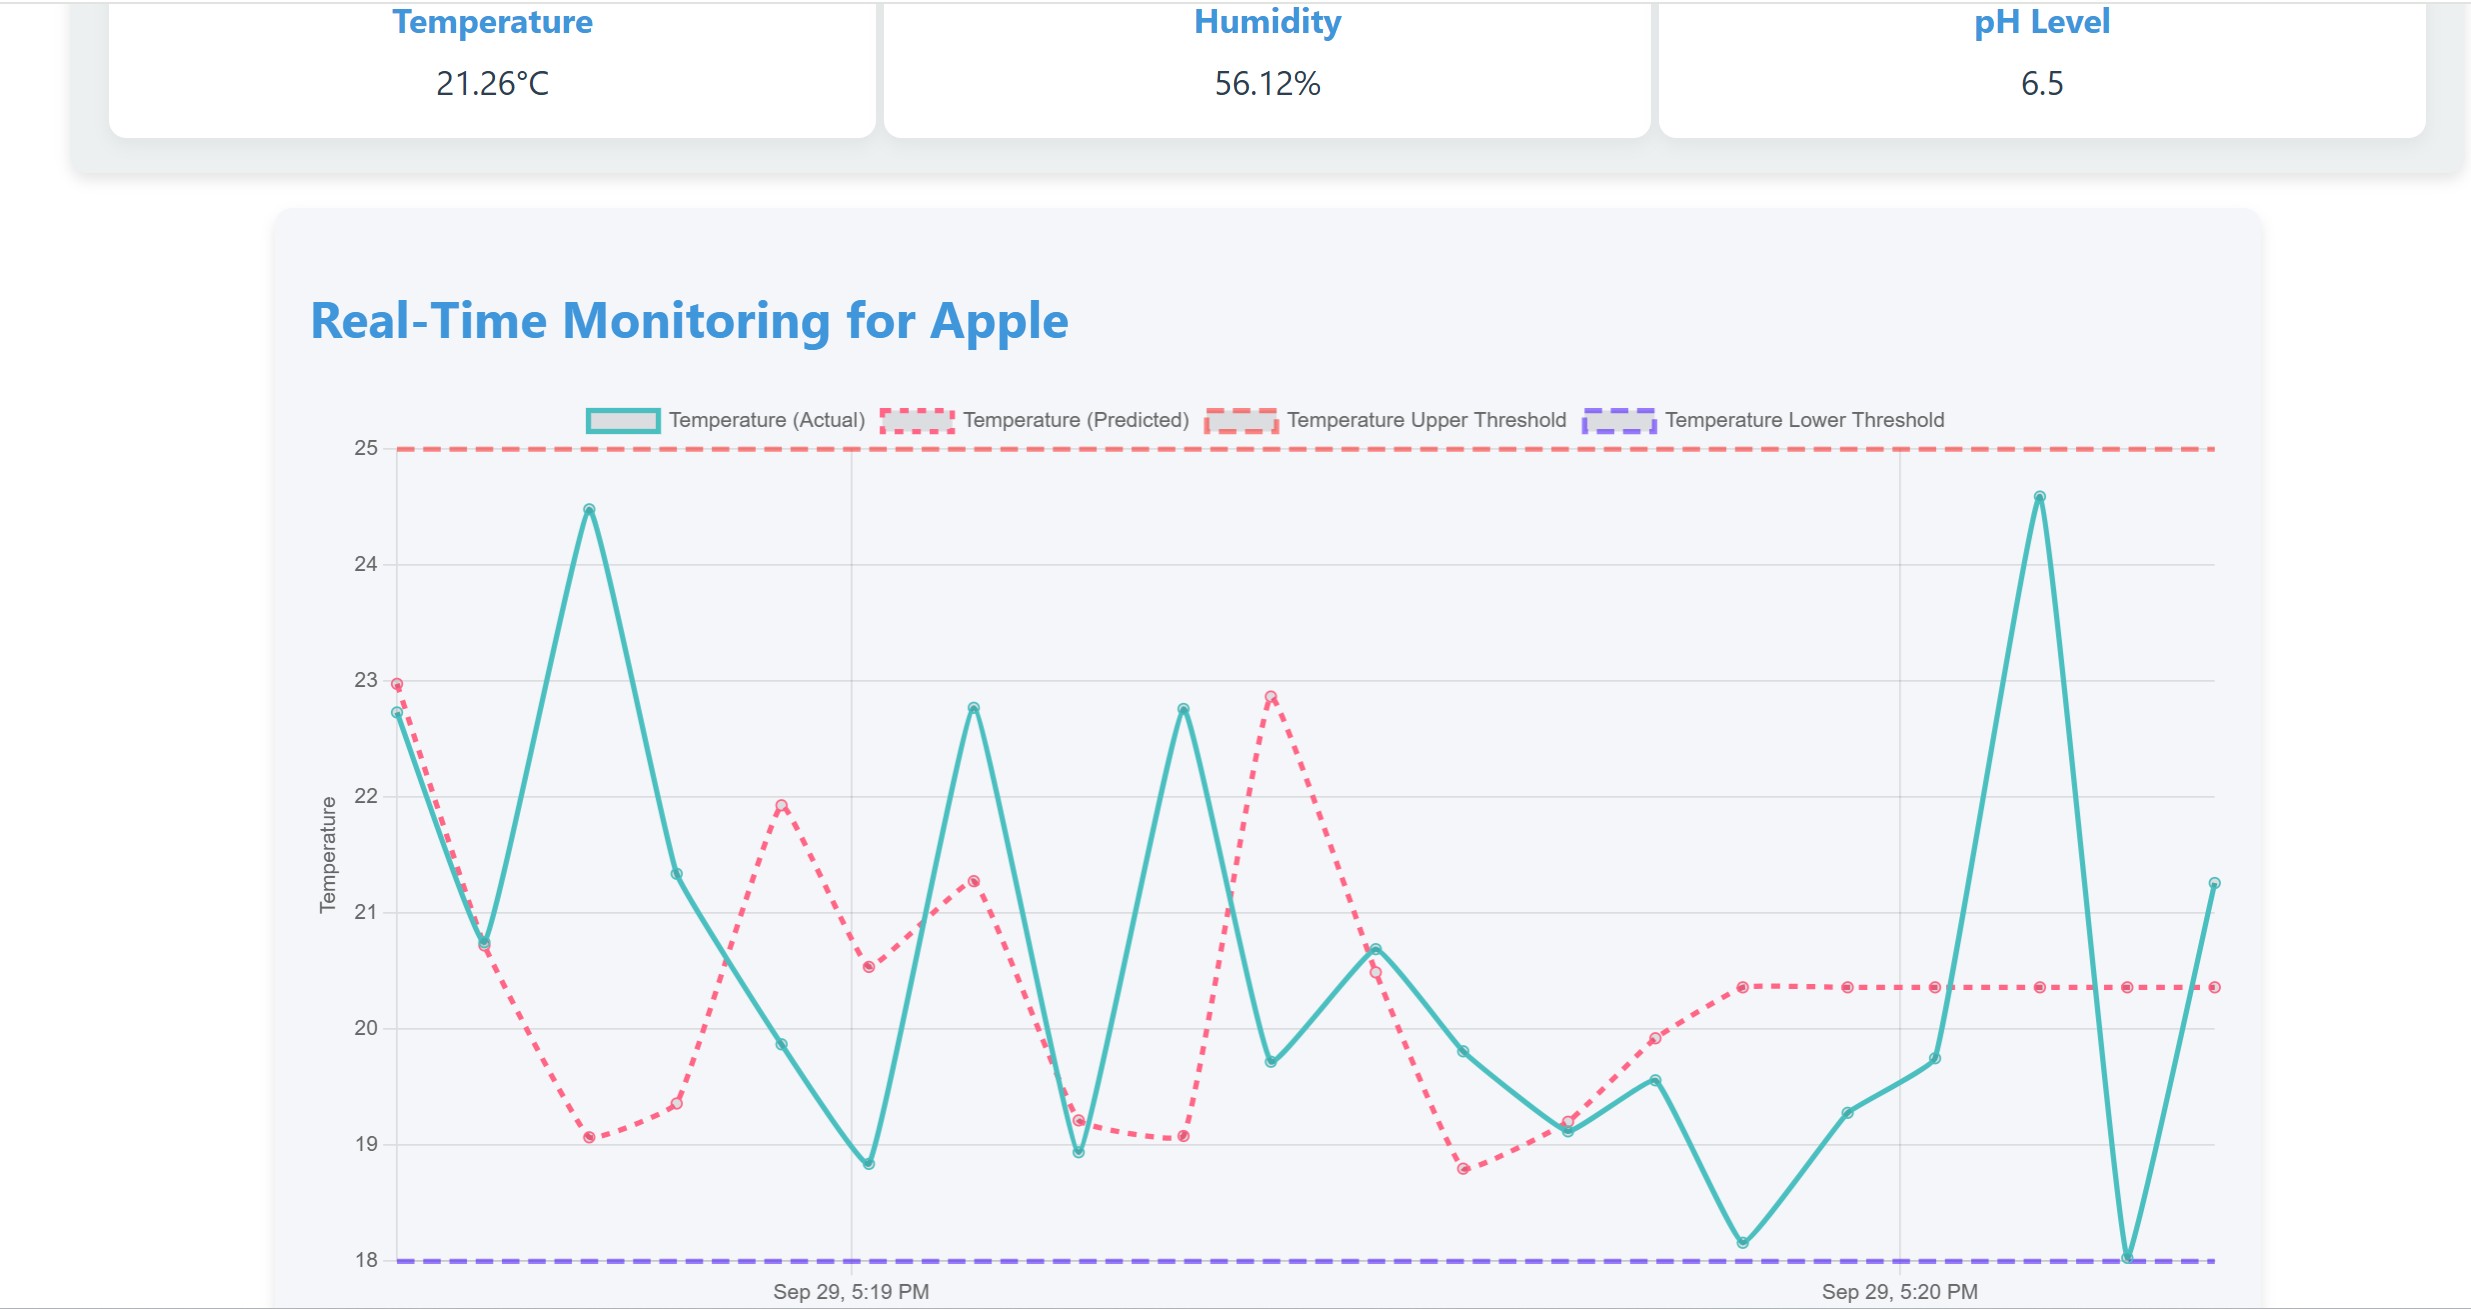 Temperature
Humidity
pH Level
21.26°C
56.12%
6.5
Real-Time Monitoring for Apple
Temperature (Actual)
Temperature (Predicted)
Temperature Upper Threshold
Temperature Lower Threshold
25
24
23
22
21
20
19
18
Temperature
Sep 29, 5:19 PM
Sep 29, 5:20 PM